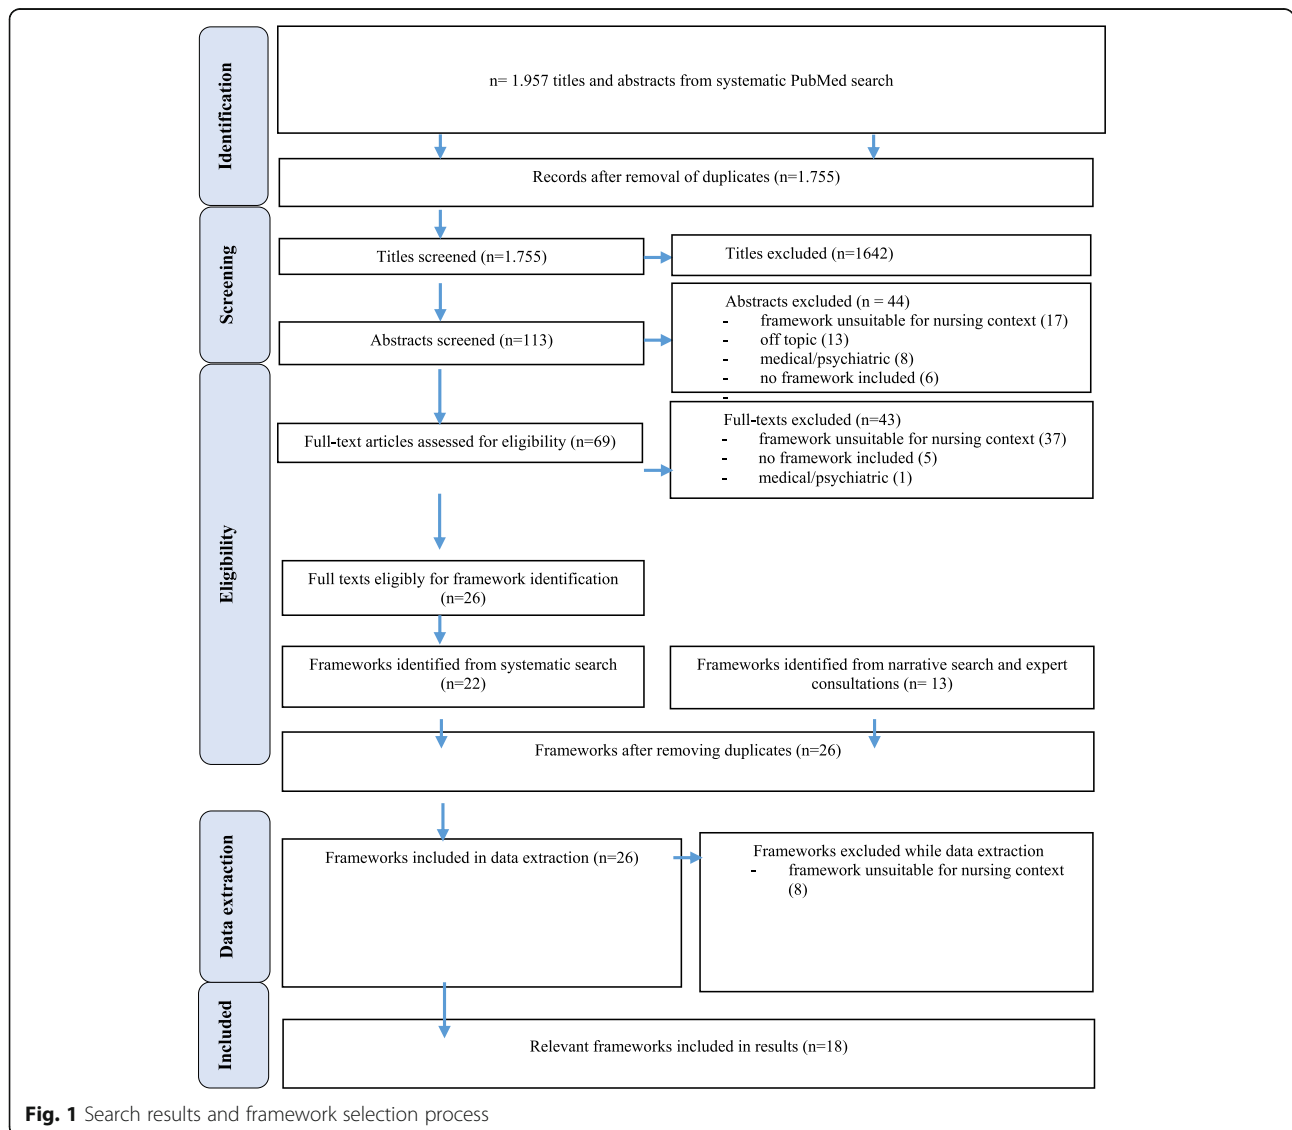 Identification
n= 1.957 titles and abstracts from systematic PubMed search
Records after removal of duplicates (n=1.755)
Screening
Titles screened (n=1.755)
Titles excluded (n=1642)
Abstracts screened (n=113)
Abstracts excluded (n = 44)
- framework unsuitable for nursing context (17)
- off topic (13)
- medical/psychiatric (8)
- no framework included (6)
-
Eligibility
Full-text articles assessed for eligibility (n=69)
Full-texts excluded (n=43)
- framework unsuitable for nursing context (37)
- no framework included (5)
- medical/psychiatric (1)
Full texts eligibly for framework identification
(n=26)
Frameworks identified from systematic search
(n=22)
Frameworks identified from narrative search and expert
consultations (n= 13)
Frameworks after removing duplicates (n=26)
Data extraction
Frameworks included in data extraction (n=26)
Frameworks excluded while data extraction
- framework unsuitable for nursing context
(8)
Included
Relevant frameworks included in results (n=18)
Fig. 1 Search results and framework selection process